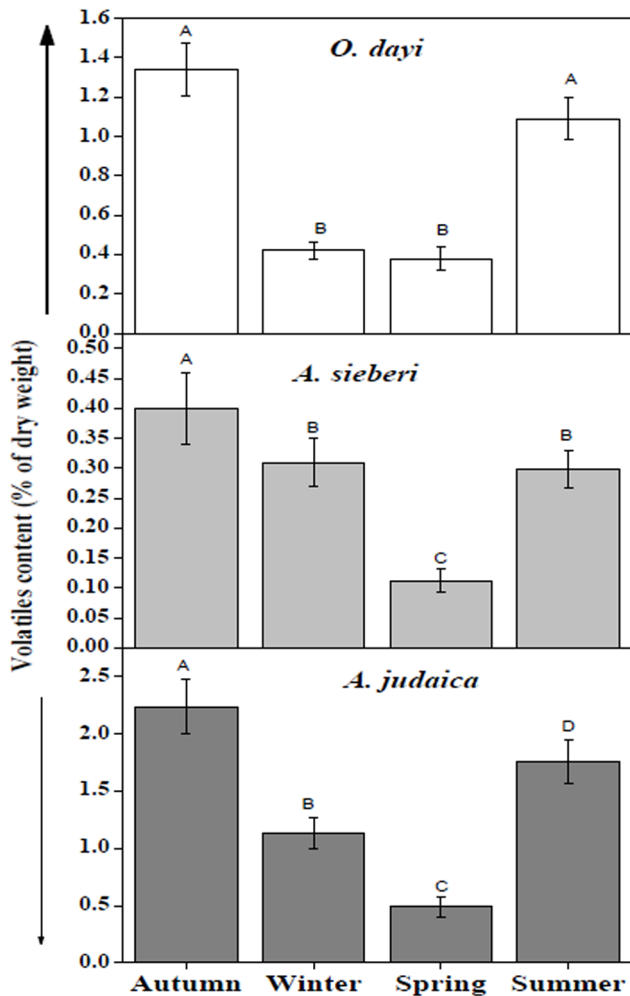 Volatiles content (% of dry weight)
O. dayi
1.6
1.4
1.2
1.0
0.8
0.6
0.4
0.2
0.0
A
B
B
A
A. sieberi
0.50
0.45
0.40
0.35
0.30
0.25
0.20
0.15
0.10
0.05
0.00
A
B
C
B
A. judaica
2.5
2.0
1.5
1.0
0.5
0.0
A
B
C
D
Autumn Winter Spring Summer